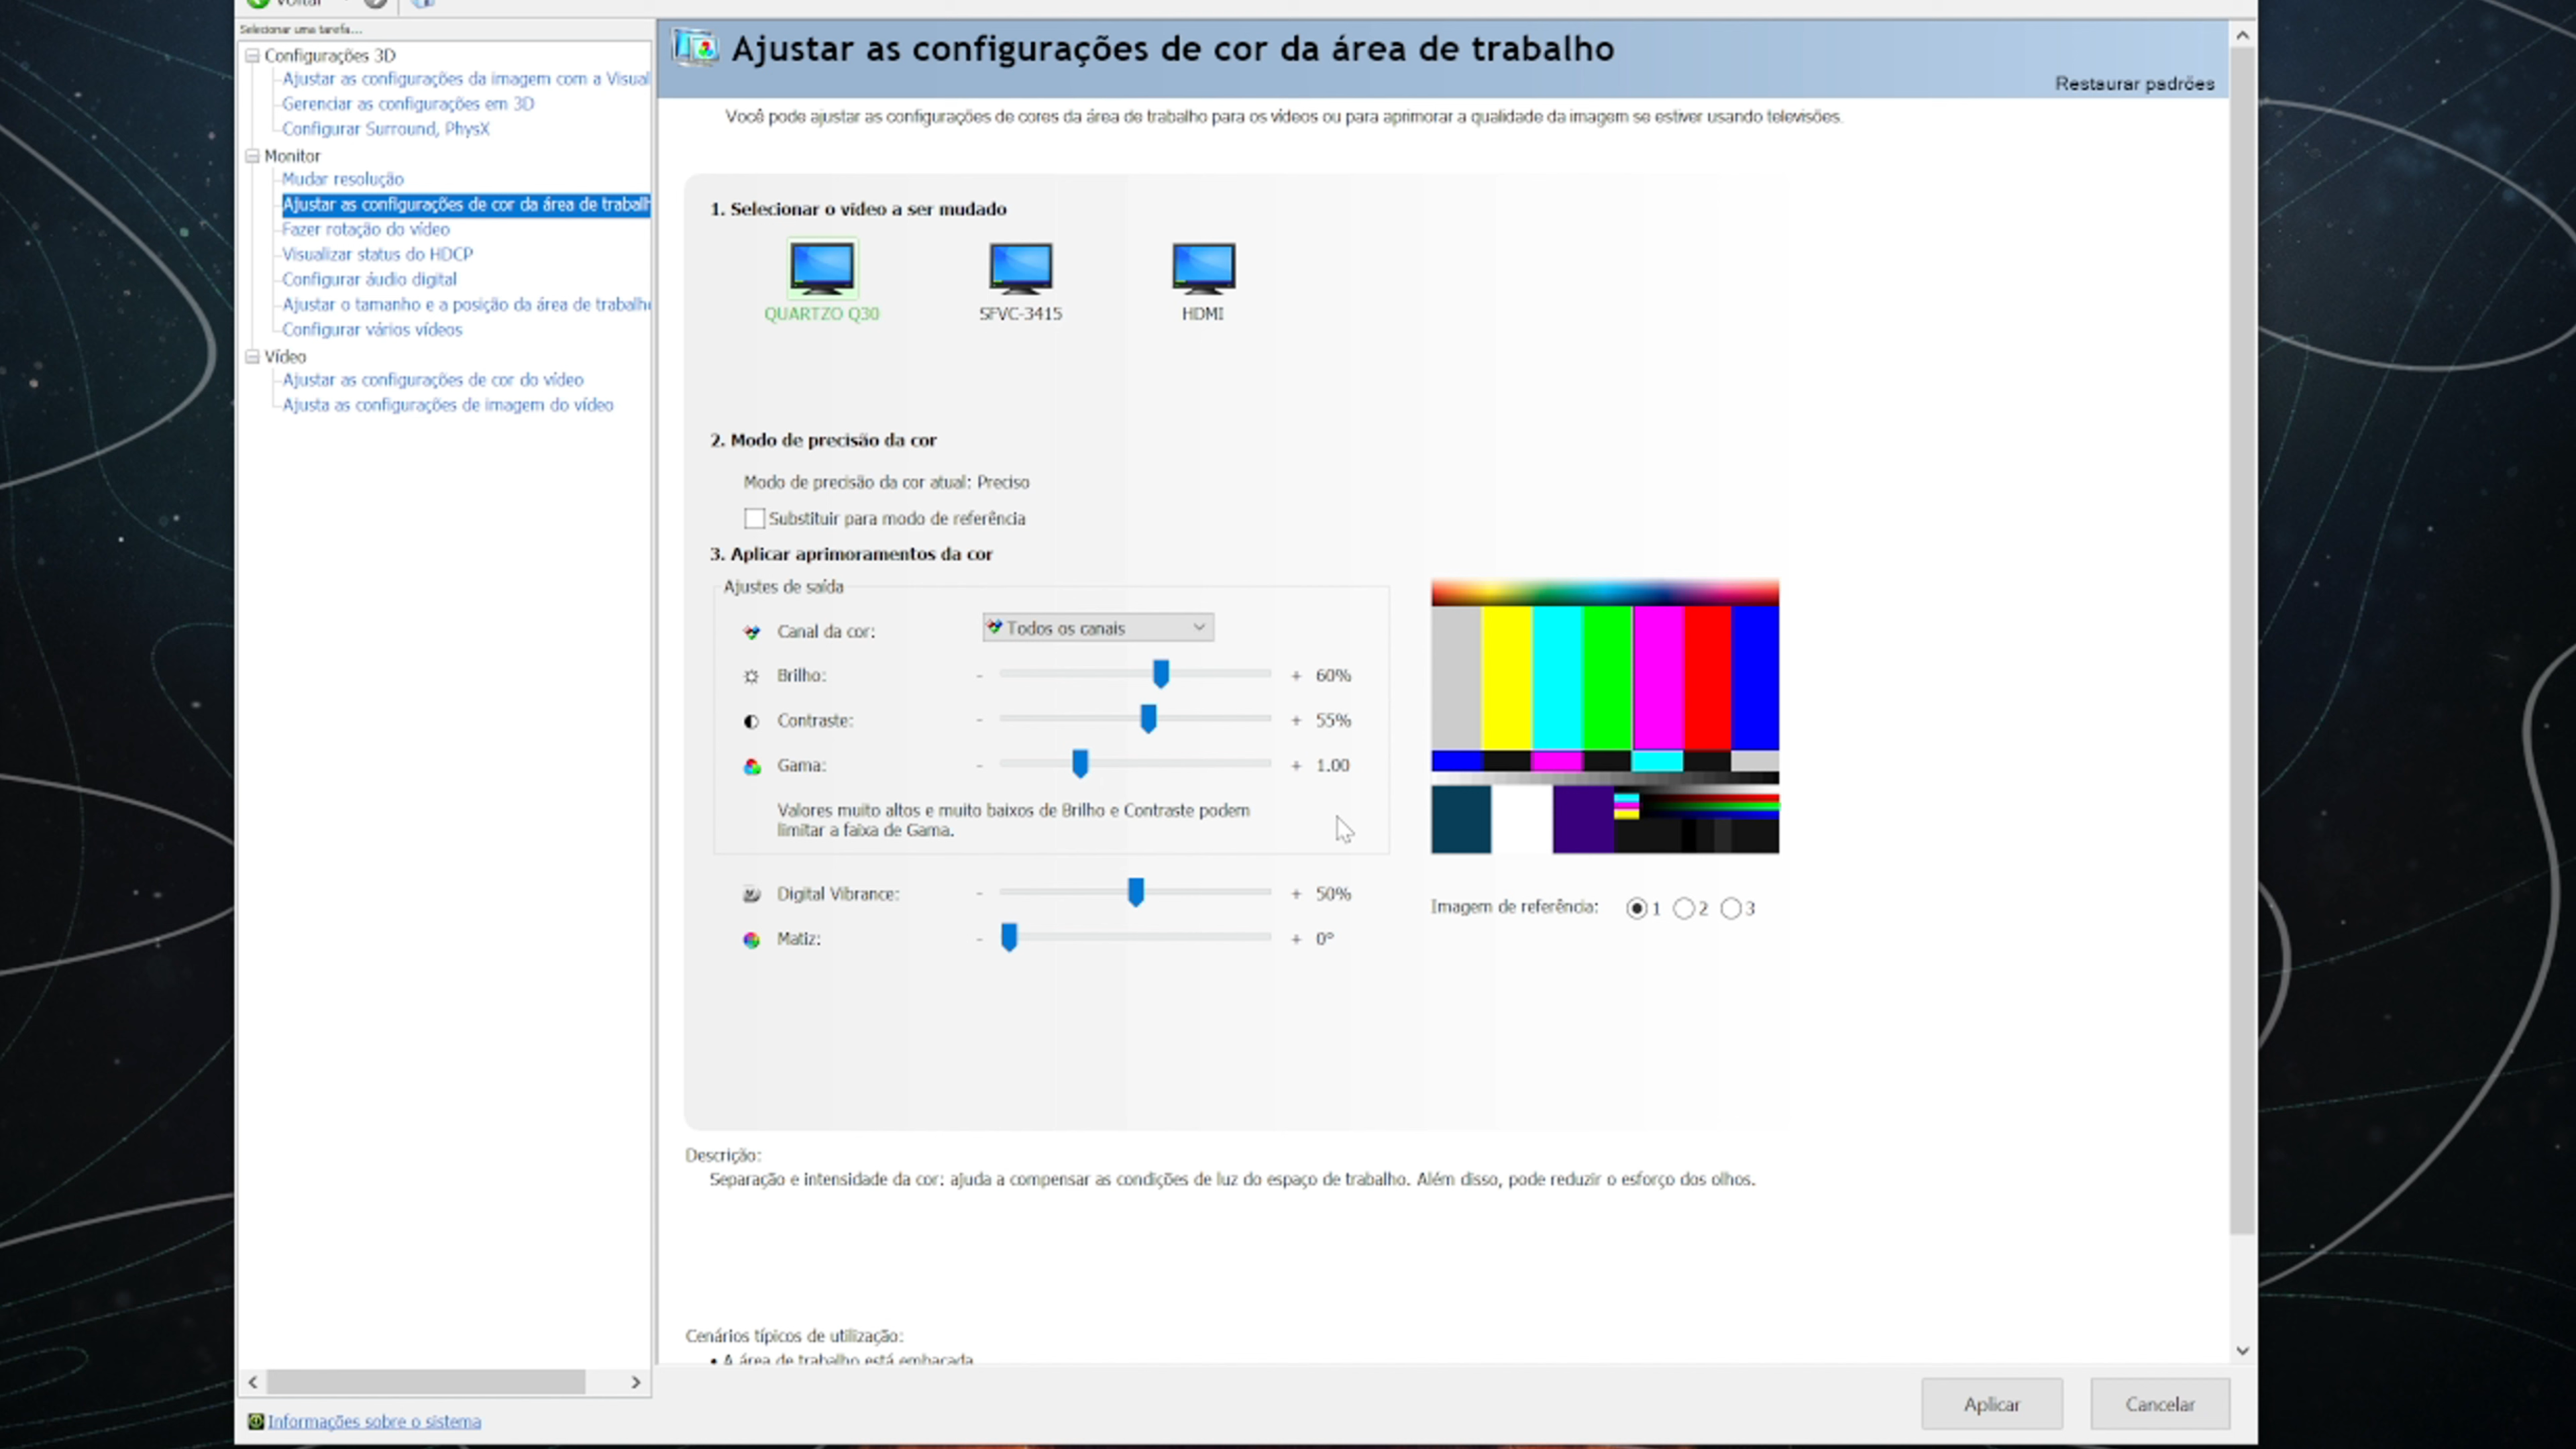 Voltar
Selecionar uma tarefa...
Configurações 3D
Ajustar as configurações da imagem com a Visual
Gerenciar as configurações em 3D
Configurar Surround, PhysX
Monitor
Mudar resolução
Ajustar as configurações de cor da área de trabalh
Fazer rotação do vídeo
Visualizar status do HDCP
Configurar áudio digital
Ajustar o tamanho e a posição da área de trabalho
Configurar vários vídeos
Vídeo
Ajustar as configurações de cor do vídeo
Ajusta as configurações de imagem do vídeo
Informações sobre o sistema
Ajustar as configurações de cor da área de trabalho
Restaurar padrões
Você pode ajustar as configurações de cores da área de trabalho para os vídeos ou para aprimorar a qualidade da imagem se estiver usando televisões.
1. Selecionar o vídeo a ser mudado
QUARTZO Q30
SFVC-3415
HDMI
2. Modo de precisão da cor
Modo de precisão da cor atual: Preciso
Substituir para modo de referência
3. Aplicar aprimoramentos da cor
Ajustes de saída
Canal da cor: Todos os canais
Brilho: - + 60%
Contraste: - + 55%
Gama: - + 1.00
Valores muito altos e muito baixos de Brilho e Contraste podem
limitar a faixa de Gama.
Digital Vibrance: - + 50%
Matiz: - + 0°
Imagem de referência: 1 2 3
Descrição:
Separação e intensidade da cor: ajuda a compensar as condições de luz do espaço de trabalho. Além disso, pode reduzir o esforço dos olhos.
Cenários típicos de utilização:
• A área de trabalho está embaçada
Aplicar
Cancelar